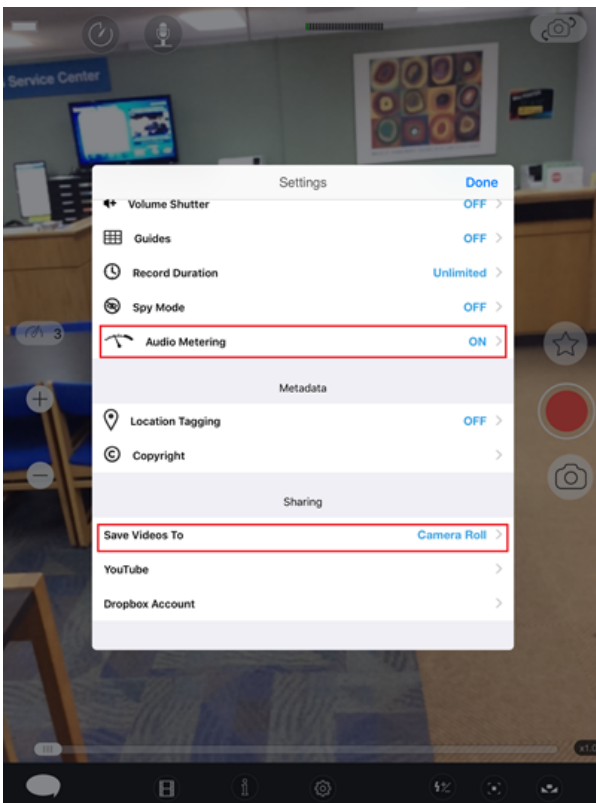 Service Center
Settings
Done
Volume Shutter
OFF
Guides
OFF
Record Duration
Unlimited
Spy Mode
OFF
3
Audio Metering
ON
Metadata
Location Tagging
OFF
Copyright
Sharing
Save Videos To
Camera Roll
YouTube
Dropbox Account
x1.0